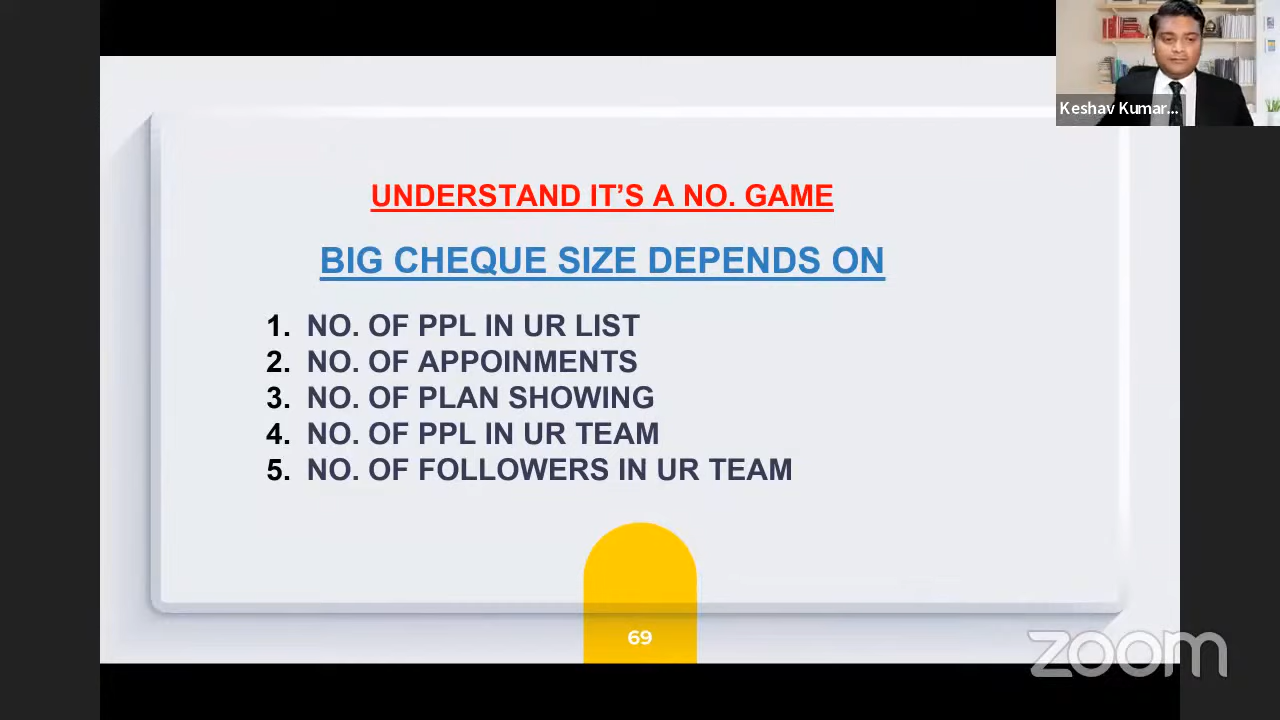 Keshav Kumar...
UNDERSTAND IT’S A NO. GAME
BIG CHEQUE SIZE DEPENDS ON
1. NO. OF PPL IN UR LIST
2. NO. OF APPOINMENTS
3. NO. OF PLAN SHOWING
4. NO. OF PPL IN UR TEAM
5. NO. OF FOLLOWERS IN UR TEAM
69
zoom